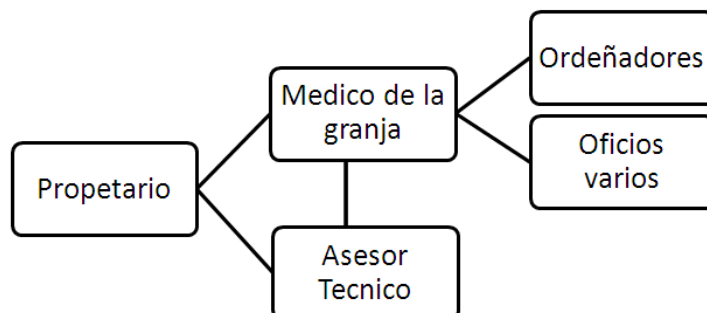 Propetario
Medico de la
granja
Asesor
Tecnico
Ordeñadores
Oficios
varios